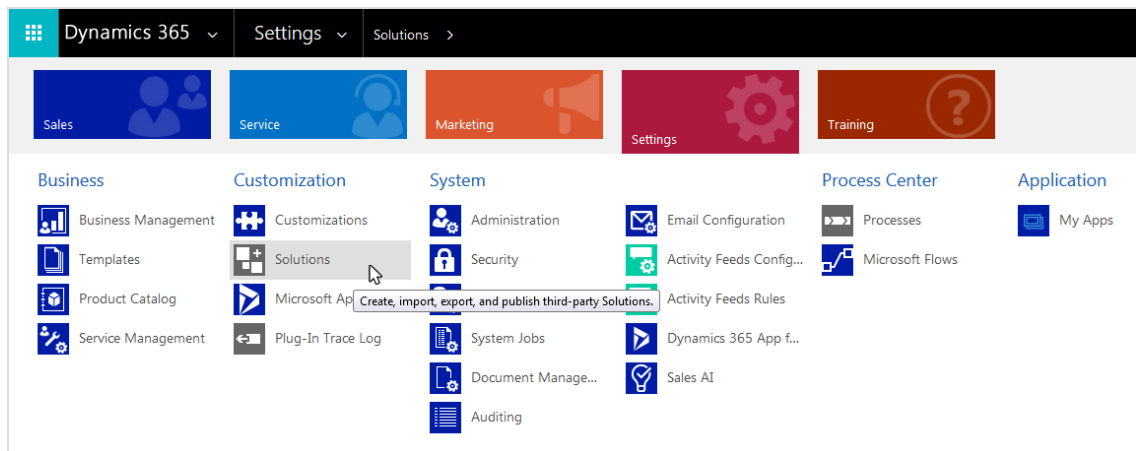 Dynamics 365 Settings Solutions >
Sales Service Marketing Settings Training
Business Customization System Process Center Application
Business Management Customizations Administration Email Configuration Processes My Apps
Templates Solutions Security Activity Feeds Config... Microsoft Flows
Product Catalog Microsoft Ap Create, import, export, and publish third-party Solutions. Activity Feeds Rules
Service Management Plug-In Trace Log System Jobs Dynamics 365 App f...
Document Manage... Sales AI
Auditing